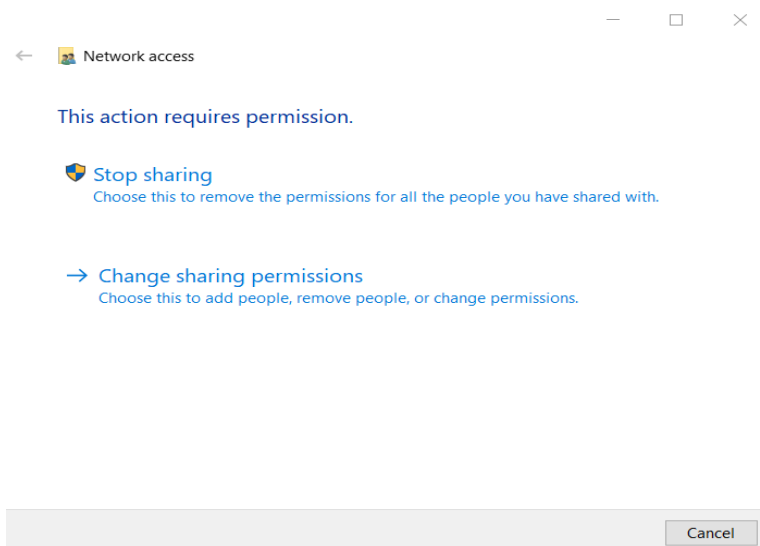 Network access
This action requires permission.
Stop sharing
Choose this to remove the permissions for all the people you have shared with.
Change sharing permissions
Choose this to add people, remove people, or change permissions.
Cancel